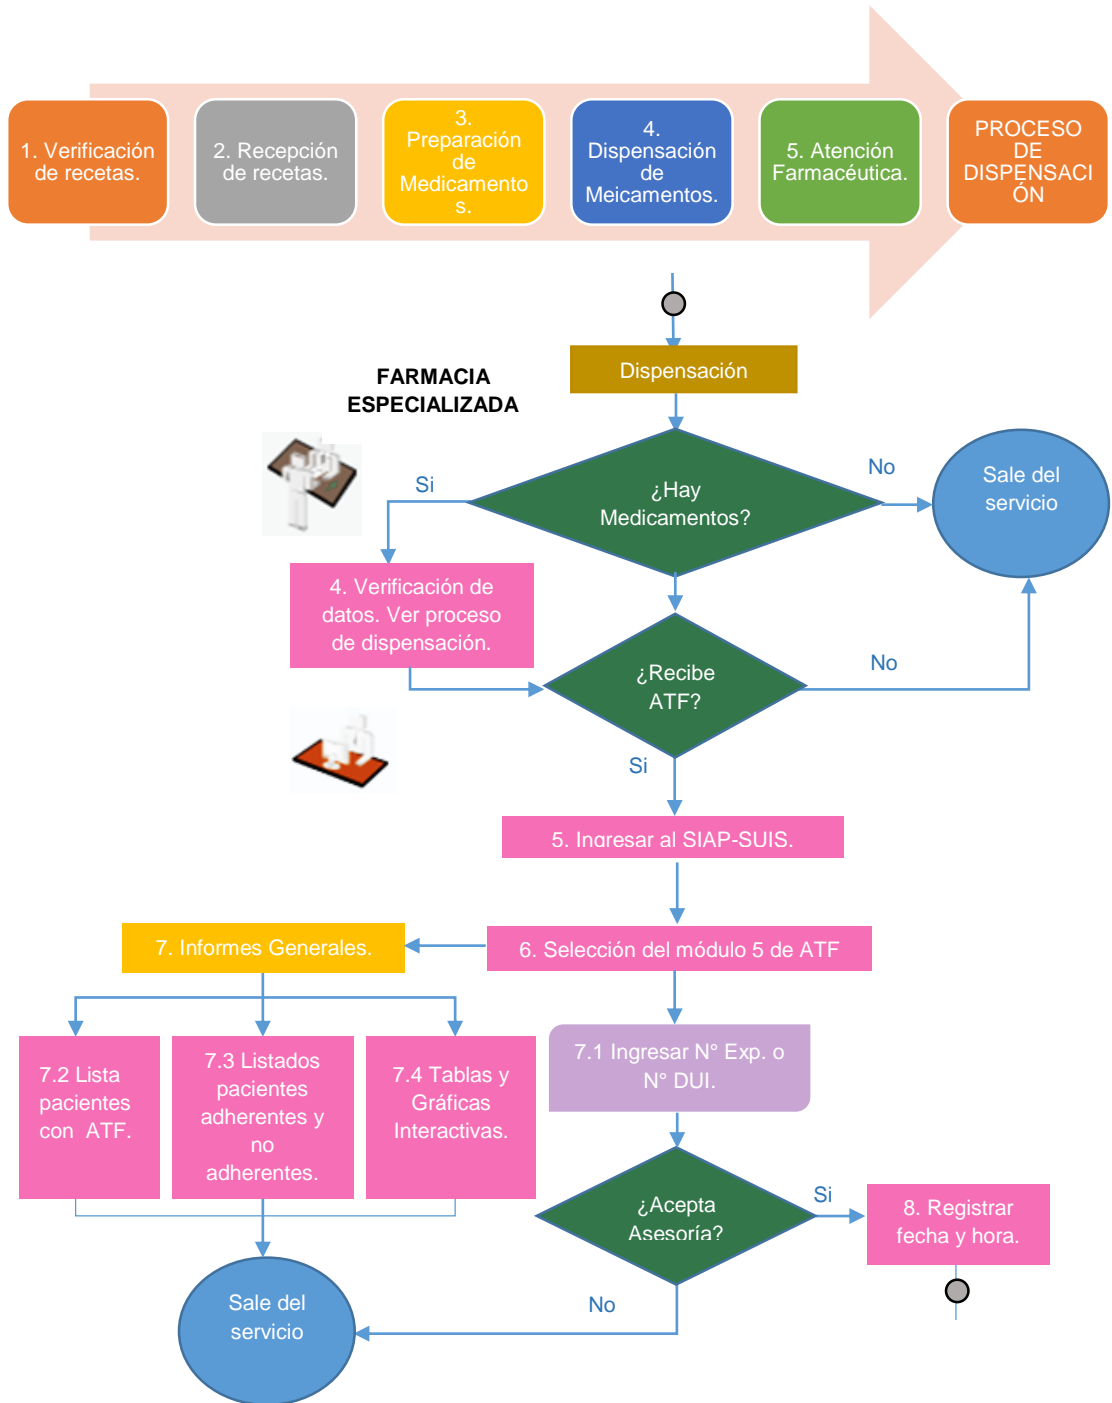 1. Verificación
de recetas.
2. Recepción
de recetas.
3.
Preparación
de
Medicamento
s.
4.
Dispensación
de
Meicamentos.
5. Atención
Farmacéutica.
PROCESO
DE
DISPENSACI
ÓN
Dispensación
FARMACIA
ESPECIALIZADA
¿Hay
Medicamentos?
Si
No
Sale del
servicio
4. Verificación de
datos. Ver proceso
de dispensación.
¿Recibe
ATF?
No
Si
5. Ingresar al SIAP-SUIS.
7. Informes Generales.
6. Selección del módulo 5 de ATF
7.2 Lista
pacientes
con ATF.
7.3 Listados
pacientes
adherentes y
no
adherentes.
7.4 Tablas y
Gráficas
Interactivas.
7.1 Ingresar N° Exp. o
N° DUI.
¿Acepta
Asesoría?
Si
8. Registrar
fecha y hora.
No
Sale del
servicio